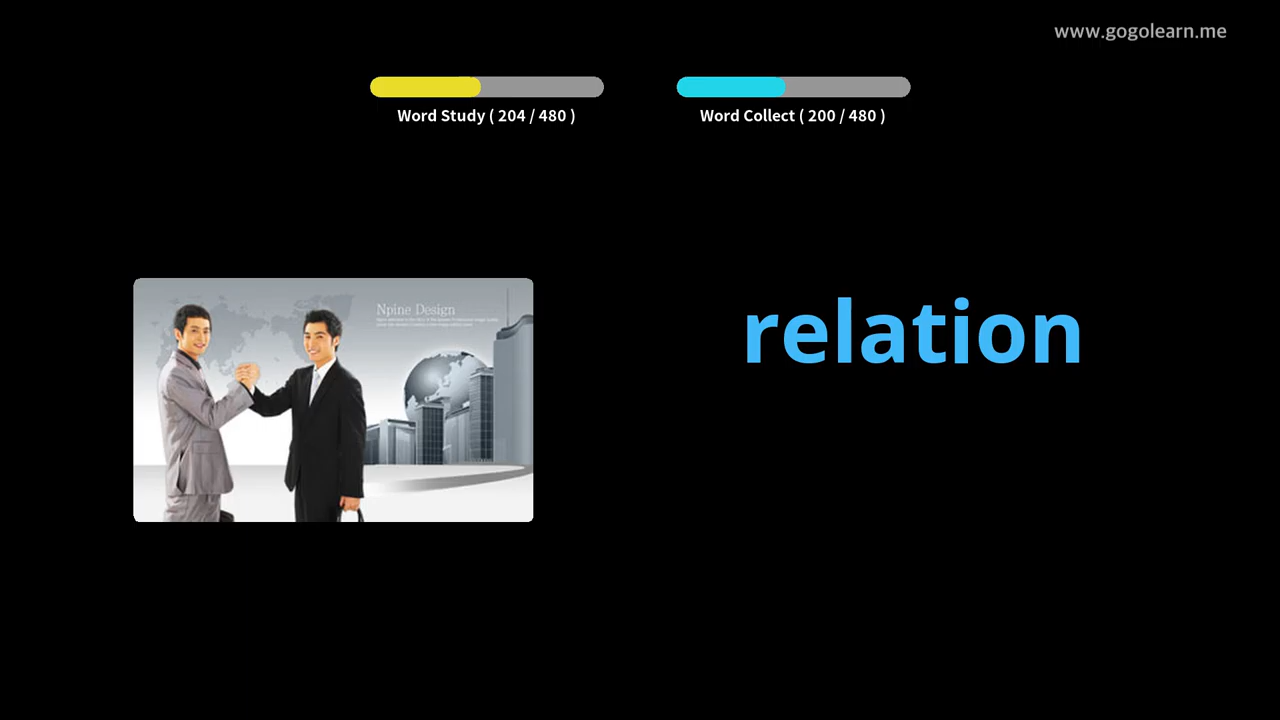 www.gogolearn.me
Word Study ( 204 / 480 )
Word Collect ( 200 / 480 )
Npine Design
relation